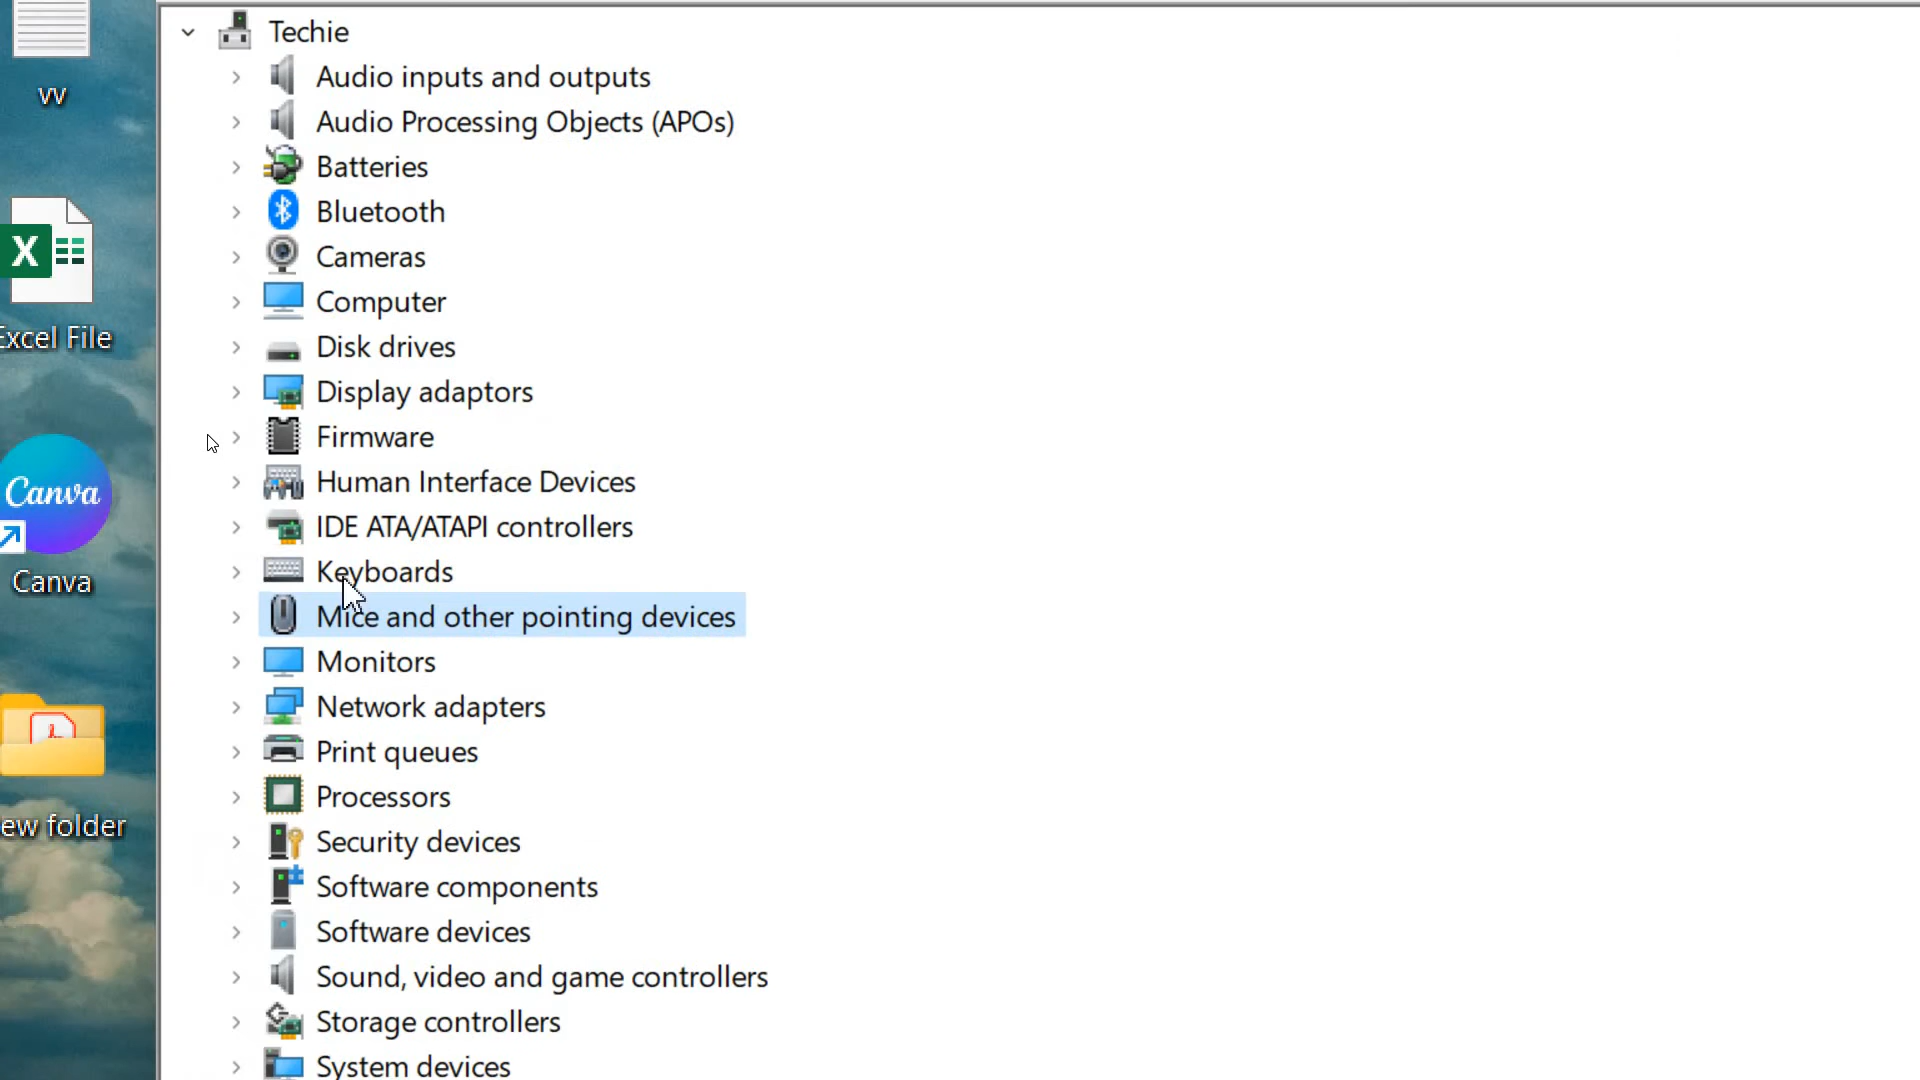 Techie
Audio inputs and outputs
Audio Processing Objects (APOs)
Batteries
Bluetooth
Cameras
Computer
Disk drives
Display adaptors
Firmware
Human Interface Devices
IDE ATA/ATAPI controllers
Keyboards
Mice and other pointing devices
Monitors
Network adapters
Print queues
Processors
Security devices
Software components
Software devices
Sound, video and game controllers
Storage controllers
System devices
vv
X
Excel File
Canva
Canva
ew folder